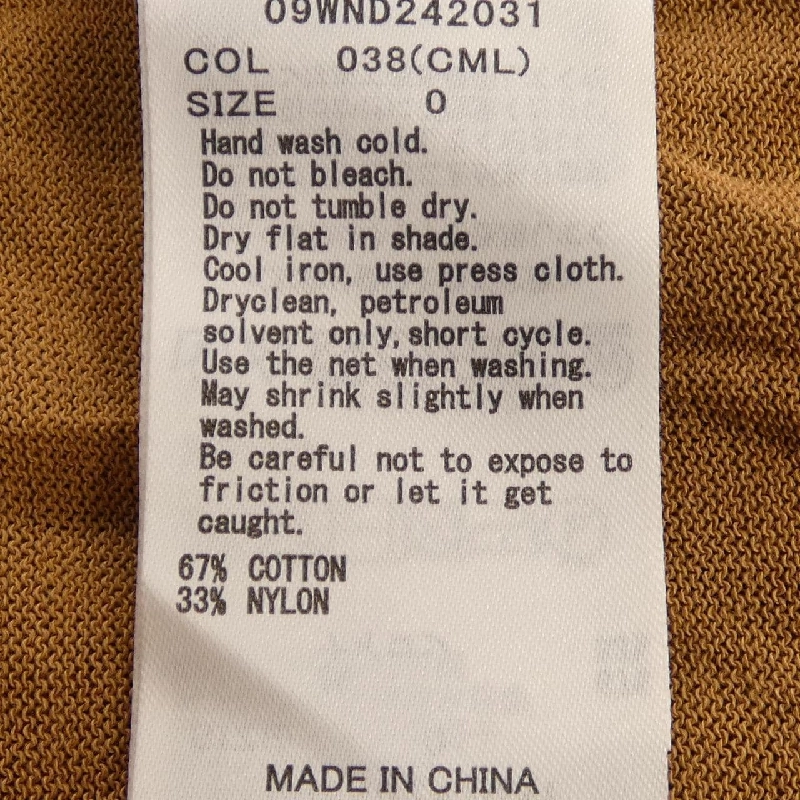 09WND242031
COL 038(CML)
SIZE 0
Hand wash cold.
Do not bleach.
Do not tumble dry.
Dry flat in shade.
Cool iron, use press cloth.
Dryclean, petroleum
solvent only, short cycle.
Use the net when washing.
May shrink slightly when
washed.
Be careful not to expose to
friction or let it get
caught.
67% COTTON
33% NYLON
MADE IN CHINA